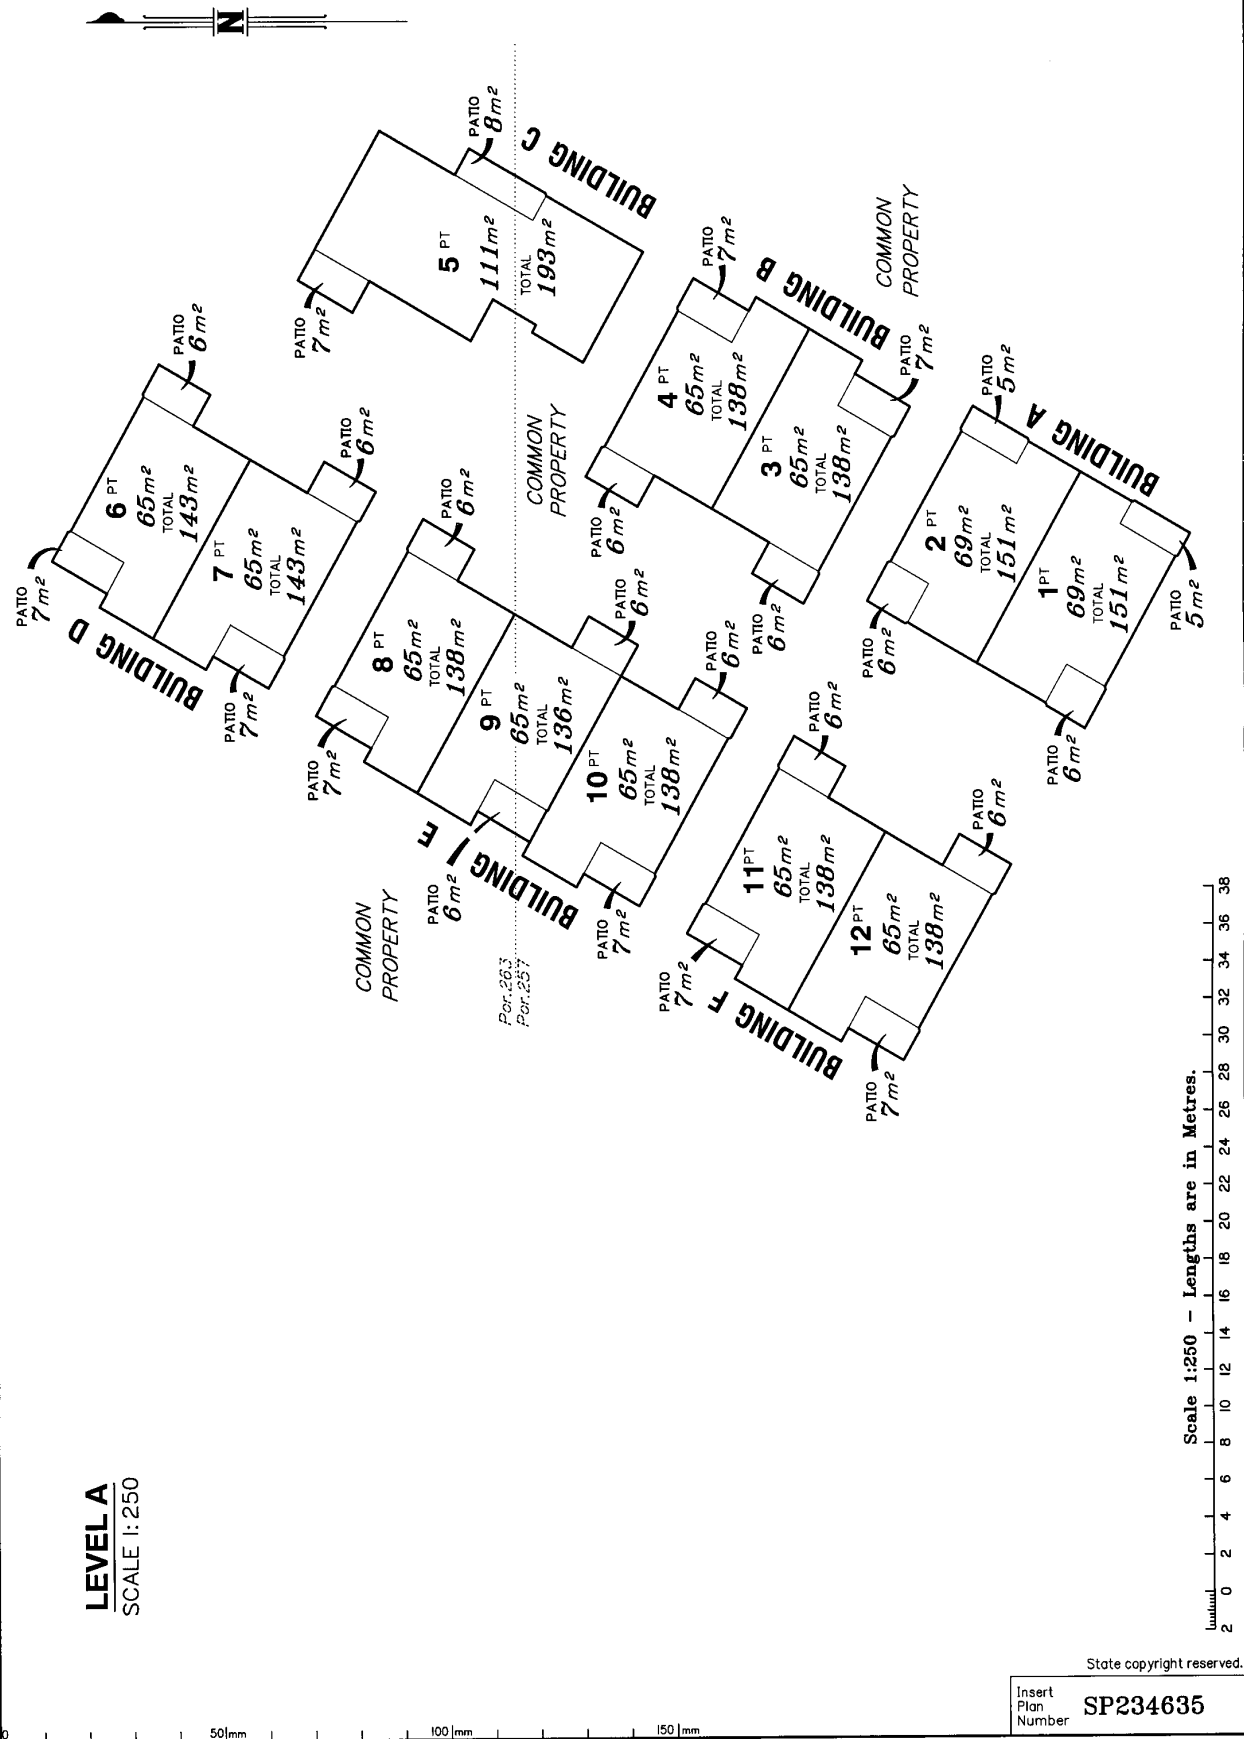 N
LEVEL A
SCALE 1:250
BUILDING D
6 PT
65m²
TOTAL
143m²
PATIO
6m²
PATIO
7m²
7 PT
65m²
TOTAL
143m²
PATIO
6m²
PATIO
7m²
BUILDING C
5 PT
111m²
TOTAL
193m²
PATIO
8m²
PATIO
7m²
BUILDING B
4 PT
65m²
TOTAL
138m²
PATIO
7m²
PATIO
6m²
3 PT
65m²
TOTAL
138m²
PATIO
7m²
PATIO
6m²
BUILDING A
2 PT
69m²
TOTAL
151m²
PATIO
5m²
PATIO
6m²
1 PT
69m²
TOTAL
151m²
PATIO
5m²
PATIO
6m²
BUILDING E
8 PT
65m²
TOTAL
138m²
PATIO
6m²
PATIO
7m²
9 PT
65m²
TOTAL
136m²
PATIO
6m²
PATIO
6m²
10 PT
65m²
TOTAL
138m²
PATIO
6m²
PATIO
7m²
BUILDING F
11 PT
65m²
TOTAL
138m²
PATIO
6m²
PATIO
7m²
12 PT
65m²
TOTAL
138m²
PATIO
6m²
PATIO
7m²
COMMON
PROPERTY
COMMON
PROPERTY
COMMON
PROPERTY
Por.263
Por.257
Scale 1:250 – Lengths are in Metres.
2 0 2 4 6 8 10 12 14 16 18 20 22 24 26 28 30 32 34 36 38
State copyright reserved.
Insert
Plan
Number
SP234635
0 50mm 100mm 150mm